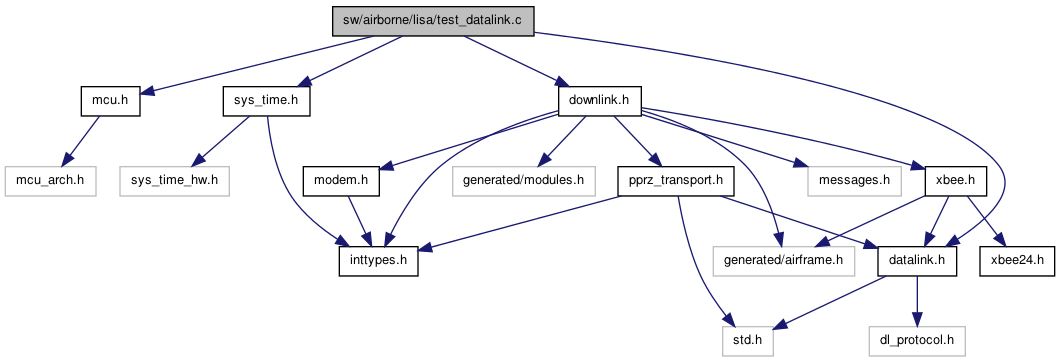 sw/airborne/lisa/test_datalink.c
mcu.h
sys_time.h
downlink.h
mcu_arch.h
sys_time_hw.h
modem.h
generated/modules.h
pprz_transport.h
messages.h
xbee.h
inttypes.h
generated/airframe.h
datalink.h
xbee24.h
std.h
dl_protocol.h